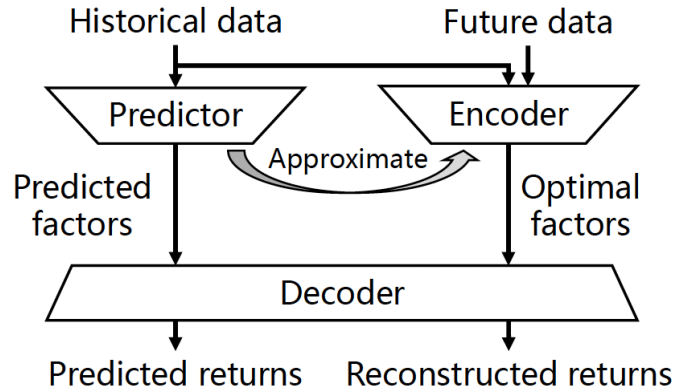 Historical data
Future data
Predictor
Encoder
Approximate
Predicted
factors
Optimal
factors
Decoder
Predicted returns
Reconstructed returns